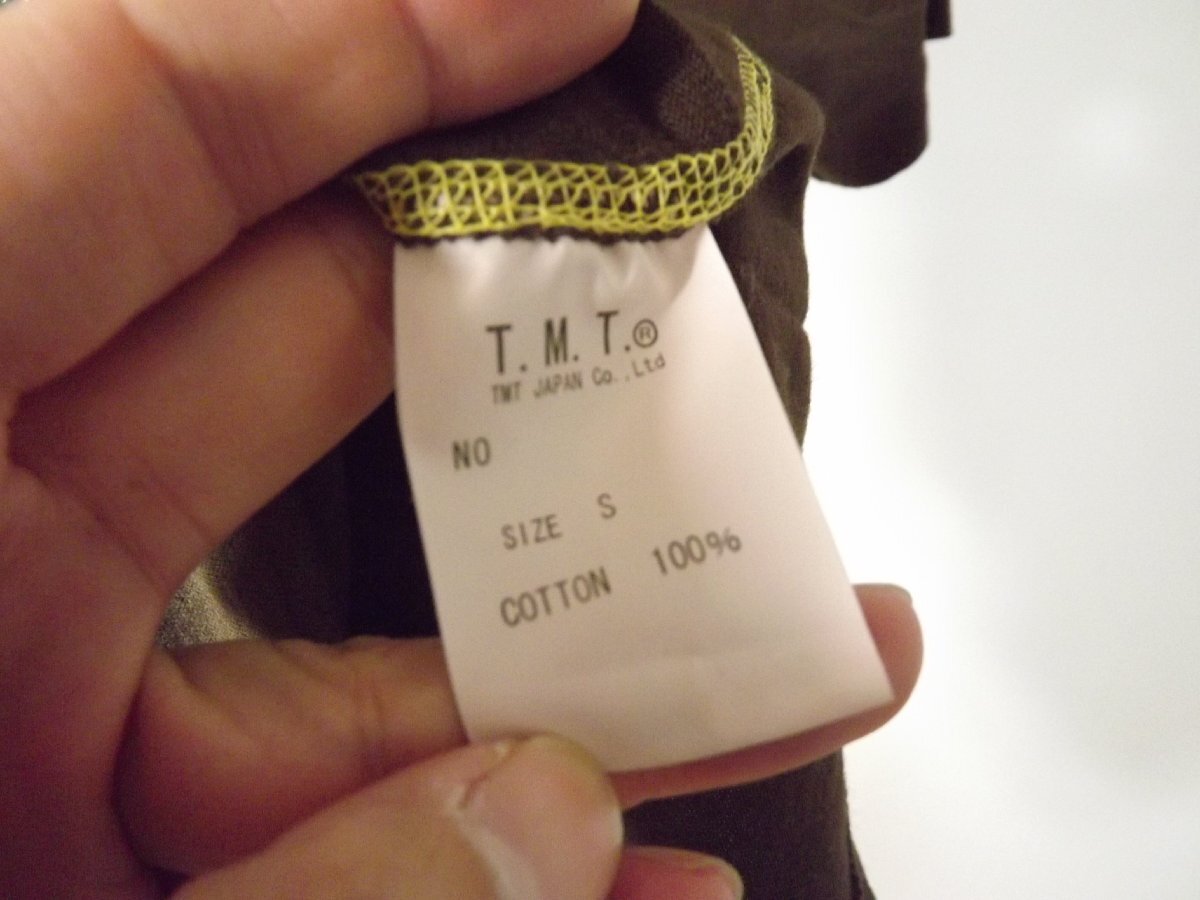 T. M. T.®
TMT JAPAN Co.,Ltd
NO
SIZE S
COTTON 100%